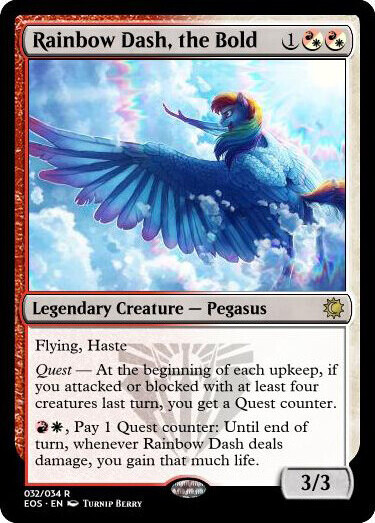 Rainbow Dash, the Bold 1
Legendary Creature — Pegasus
Flying, Haste
Quest — At the beginning of each upkeep, if
you attacked or blocked with at least four
creatures last turn, you get a Quest counter.
, Pay 1 Quest counter: Until end of
turn, whenever Rainbow Dash deals
damage, you gain that much life.
3/3
032/034 R
EOS • EN Turnip Berry